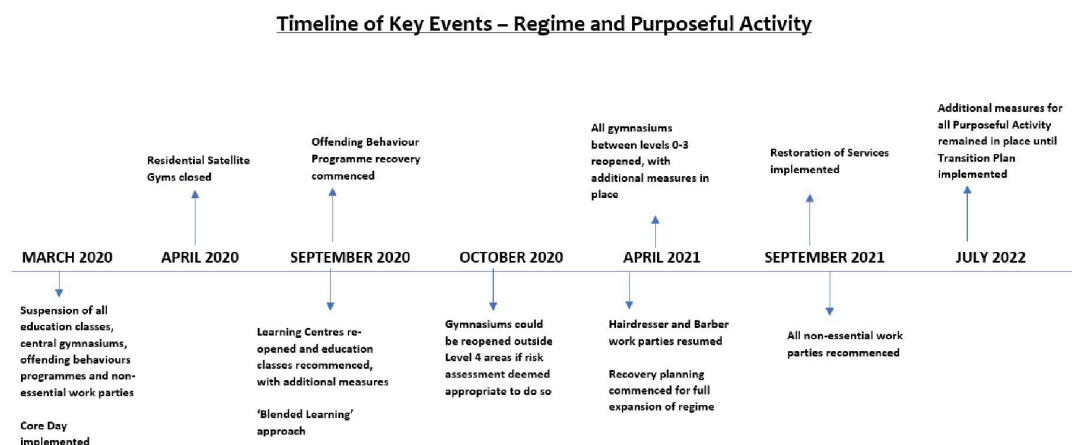 Timeline of Key Events – Regime and Purposeful Activity
Residential Satellite
Gyms closed
Offending Behaviour
Programme recovery
commenced
All gymnasiums
between levels 0-3
reopened, with
additional measures in
place
Restoration of Services
implemented
Additional measures for
all Purposeful Activity
remained in place until
Transition Plan
implemented
MARCH 2020
APRIL 2020
SEPTEMBER 2020
OCTOBER 2020
APRIL 2021
SEPTEMBER 2021
JULY 2022
Suspension of all
education classes,
central gymnasiums,
offending behaviours
programmes and non-
essential work parties
Core Day
implemented
Learning Centres re-
opened and education
classes recommenced,
with additional measures
‘Blended Learning’
approach
Gymnasiums could
be reopened outside
Level 4 areas if risk
assessment deemed
appropriate to do so
Hairdresser and Barber
work parties resumed
Recovery planning
commenced for full
expansion of regime
All non-essential work
parties recommenced